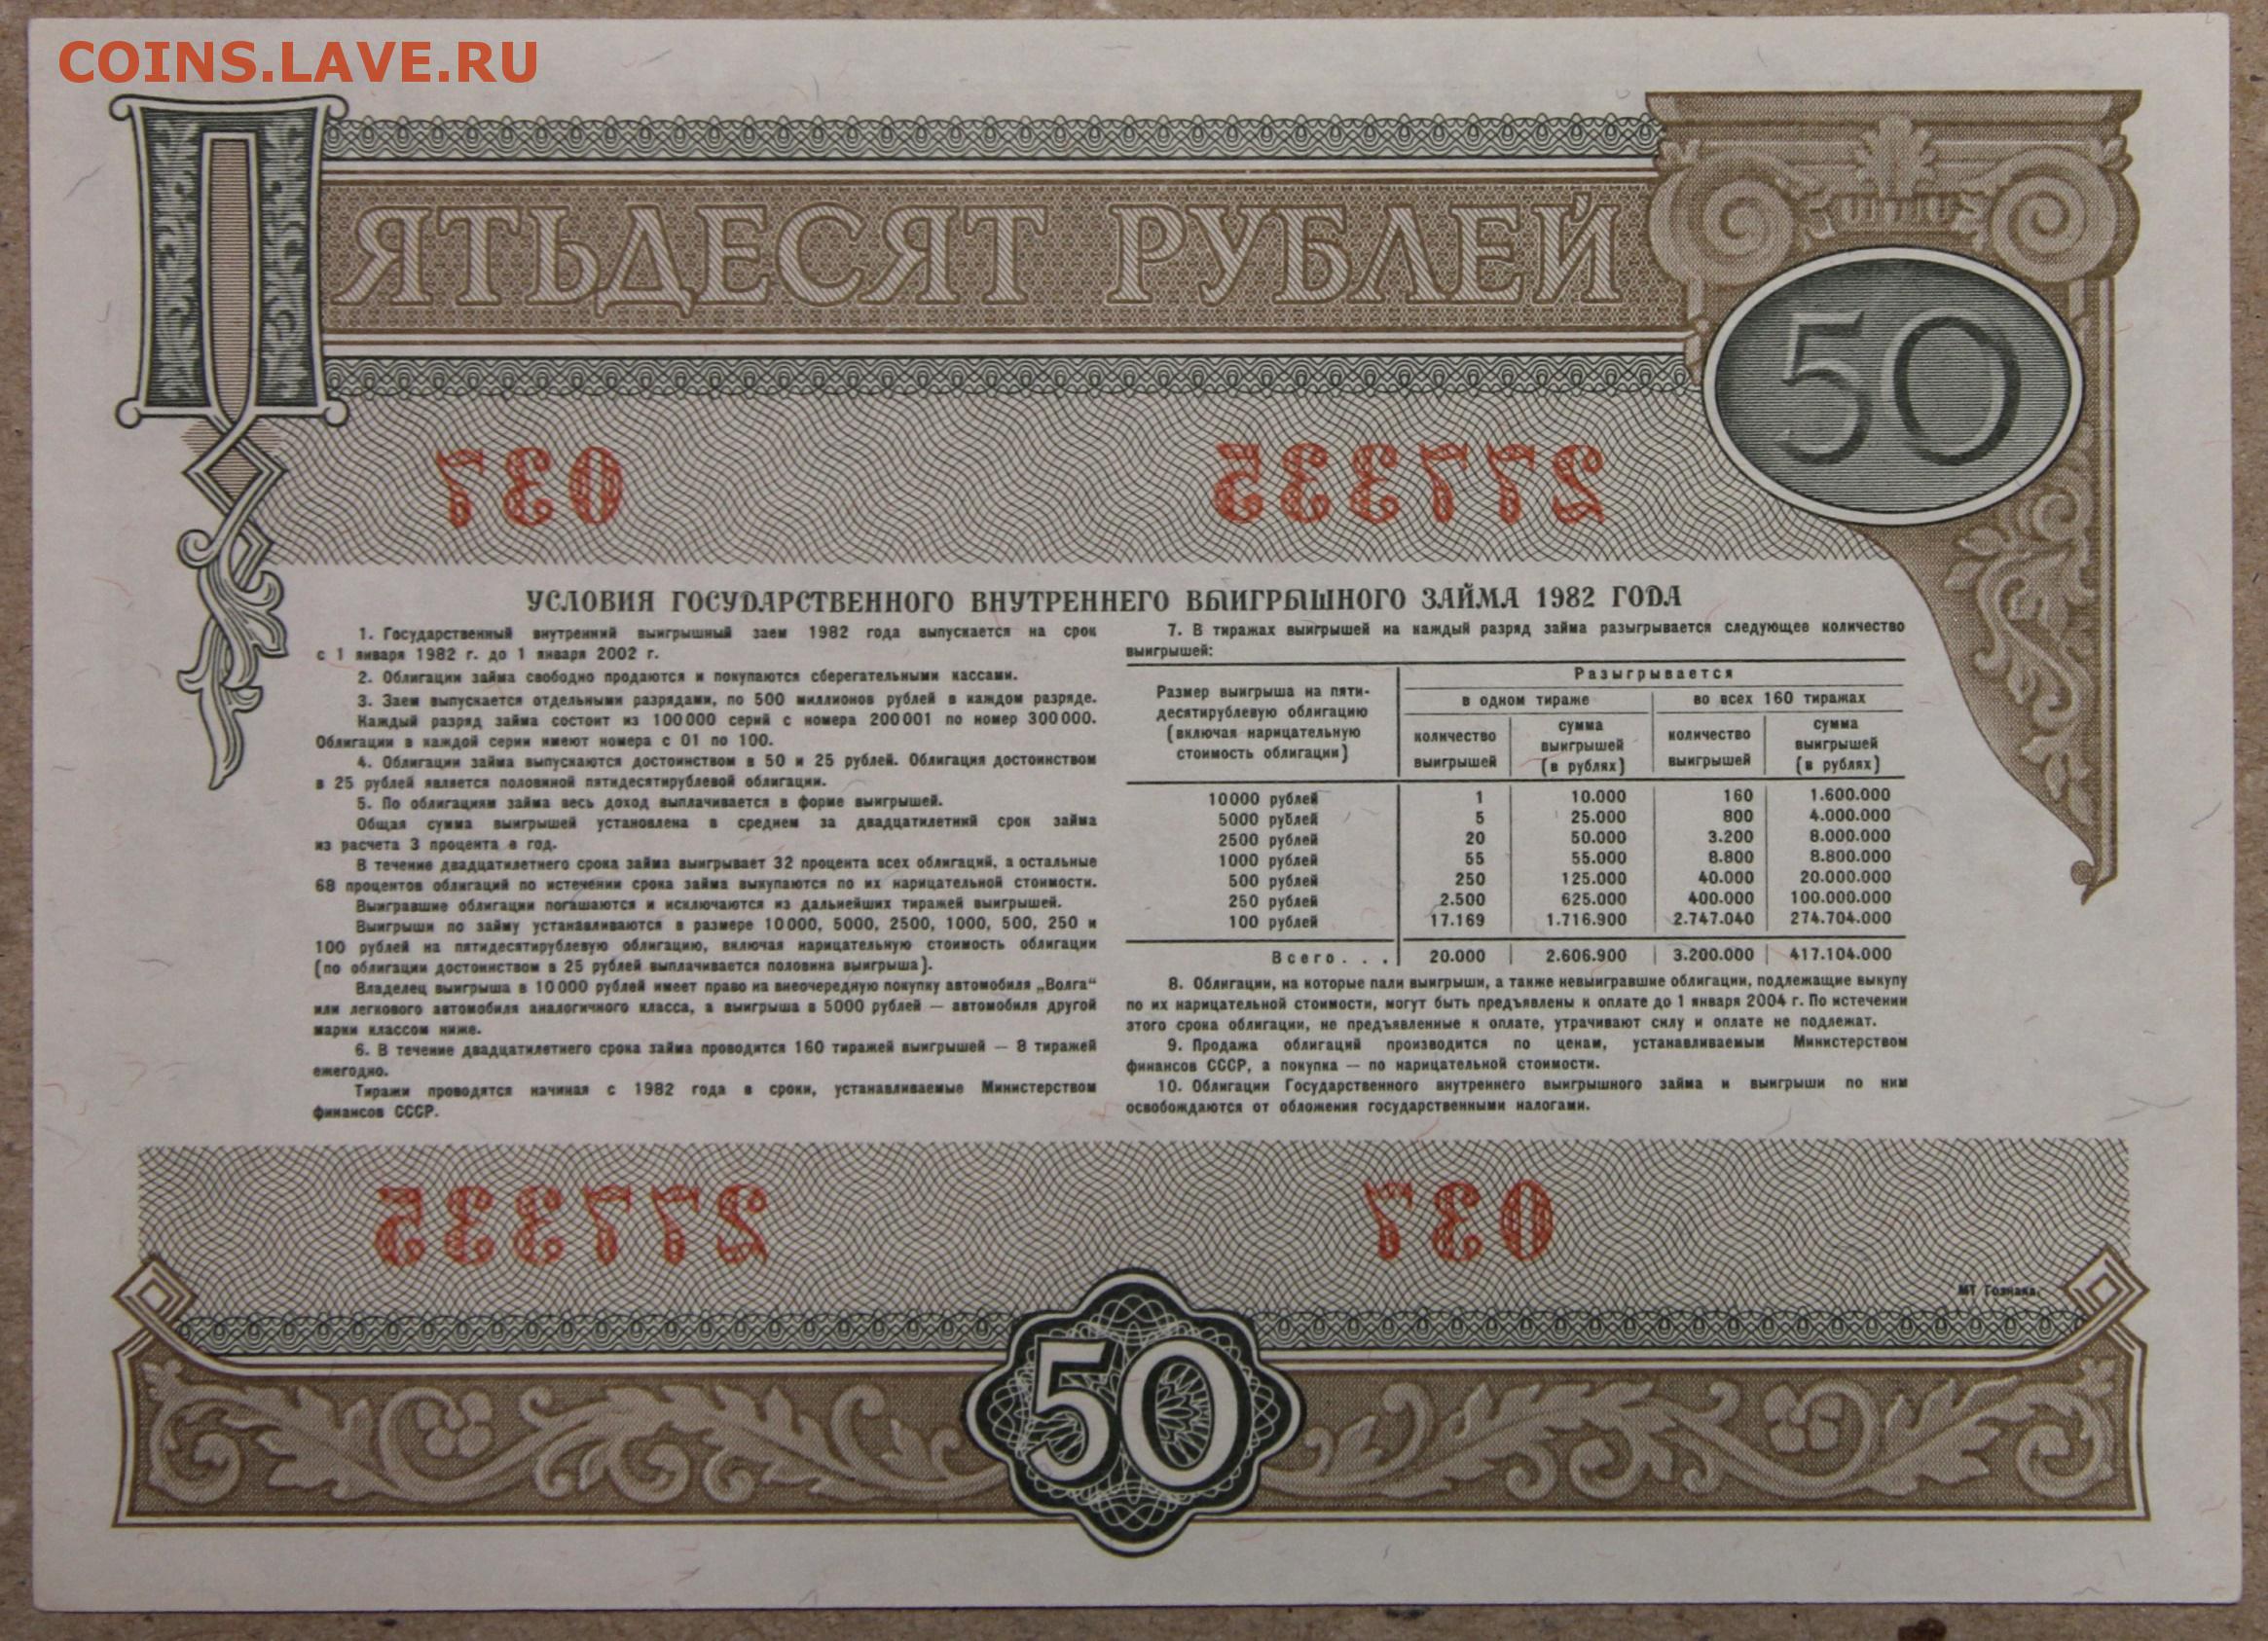 COINS.LAVE.RU
ПЯТЬДЕСЯТ РУБЛЕЙ
50
037 277335
УСЛОВИЯ ГОСУДАРСТВЕННОГО ВНУТРЕННЕГО ВЫИГРЫШНОГО ЗАЙМА 1982 ГОДА
1. Государственный внутренний выигрышный заем 1982 года выпускается на срок
с 1 января 1982 г. до 1 января 2002 г.
2. Облигации займа свободно продаются и покупаются сберегательными кассами.
3. Заем выпускается отдельными разрядами, по 500 миллионов рублей в каждом разряде.
Каждый разряд займа состоит из 100 000 серий с номера 200 001 по номер 300 000.
Облигации в каждой серии имеют номера с 01 по 100.
4. Облигации займа выпускаются достоинством в 50 и 25 рублей. Облигация достоинством
в 25 рублей является половиной пятидесятирублевой облигации.
5. По облигациям займа весь доход выплачивается в форме выигрышей.
Общая сумма выигрышей установлена в среднем за двадцатилетний срок займа
из расчета 3 процента в год.
В течение двадцатилетнего срока займа выигрывает 32 процента всех облигаций, а остальные
68 процентов облигаций по истечении срока займа выкупаются по их нарицательной стоимости.
Выигравшие облигации погашаются и исключаются из дальнейших тиражей выигрышей.
Выигрыши по займу устанавливаются в размере 10 000, 5000, 2500, 1000, 500, 250 и
100 рублей на пятидесятирублевую облигацию, включая нарицательную стоимость облигации
(по облигации достоинством в 25 рублей выплачивается половина выигрыша).
Владелец выигрыша в 10 000 рублей имеет право на внеочередную покупку автомобиля „Волга“
или легкового автомобиля аналогичного класса, а выигрыша в 5000 рублей — автомобиля другой
марки классом ниже.
6. В течение двадцатилетнего срока займа проводится 160 тиражей выигрышей — 8 тиражей
ежегодно.
Тиражи проводятся начиная с 1982 года в сроки, устанавливаемые Министерством
финансов СССР.
7. В тиражах выигрышей на каждый разряд займа разыгрывается следующее количество
выигрышей:
Размер выигрыша на пяти-
десятирублевую облигацию
(включая нарицательную
стоимость облигации)
Разыгрывается
в одном тираже во всех 160 тиражах
количество выигрышей сумма выигрышей (в рублях) количество выигрышей сумма выигрышей (в рублях)
10000 рублей 1 10.000 160 1.600.000
5000 рублей 5 25.000 800 4.000.000
2500 рублей 20 50.000 3.200 8.000.000
1000 рублей 55 55.000 8.800 8.800.000
500 рублей 250 125.000 40.000 20.000.000
250 рублей 2.500 625.000 400.000 100.000.000
100 рублей 17.169 1.716.900 2.747.040 274.704.000
Всего. . . 20.000 2.606.900 3.200.000 417.104.000
8. Облигации, на которые пали выигрыши, а также невыигравшие облигации, подлежащие выкупу
по их нарицательной стоимости, могут быть предъявлены к оплате до 1 января 2004 г. По истечении
этого срока облигации, не предъявленные к оплате, утрачивают силу и оплате не подлежат.
9. Продажа облигаций производится по ценам, устанавливаемым Министерством
финансов СССР, а покупка — по нарицательной стоимости.
10. Облигации Государственного внутреннего выигрышного займа и выигрыши по ним
освобождаются от обложения государственными налогами.
277335 037
МТ Гознака.
50